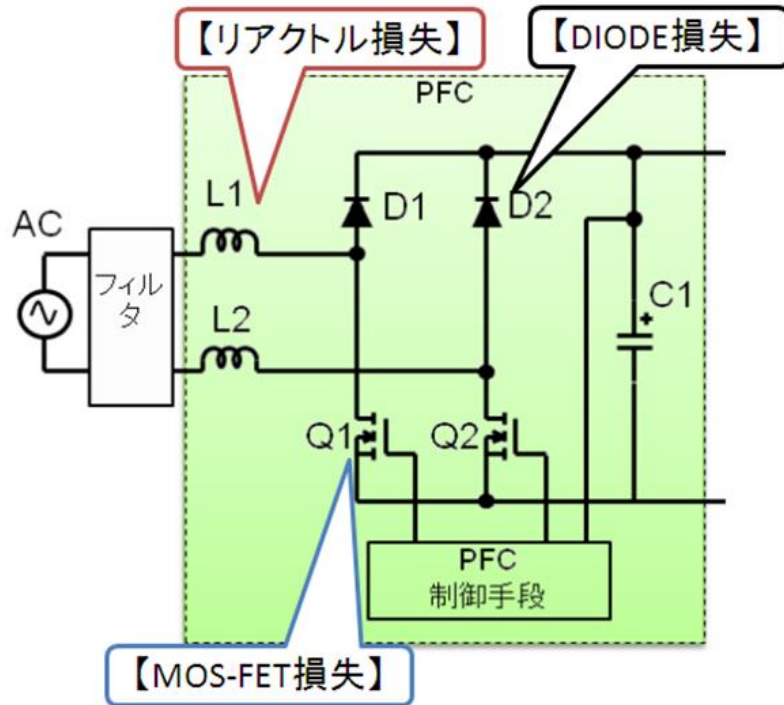 【リアクトル損失】
【DIODE損失】
PFC
L1
D1
D2
AC
フィル
タ
L2
C1
+
Q1
Q2
PFC
制御手段
【MOS-FET損失】